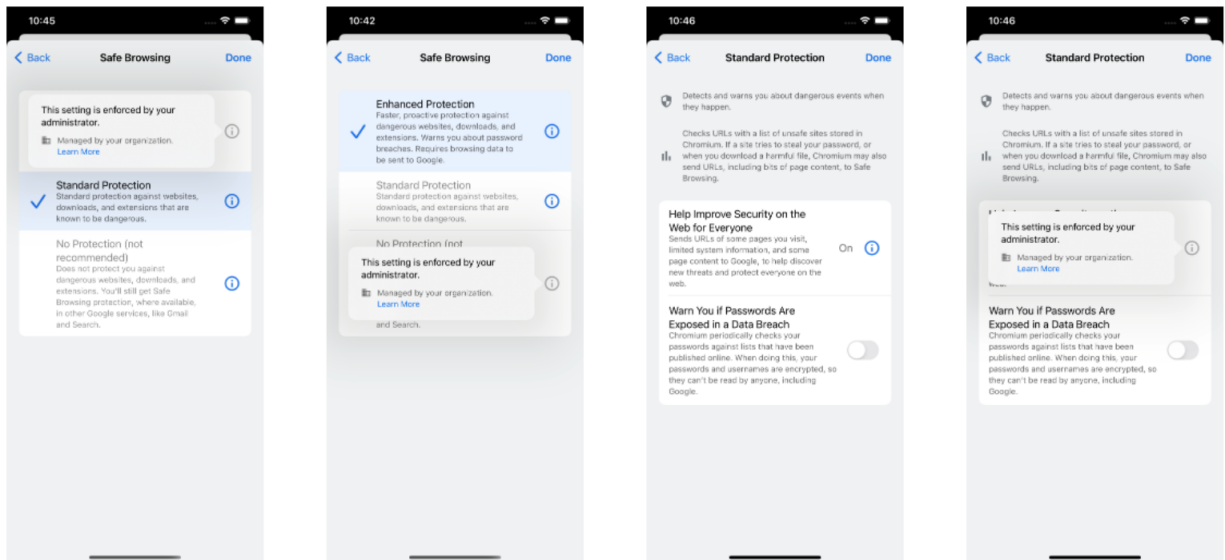 10:45
Back
Safe Browsing
Done
This setting is enforced by your
administrator.
Managed by your organization.
Learn More
Standard Protection
Standard protection against websites,
downloads, and extensions that are
known to be dangerous.
No Protection (not
recommended)
Does not protect you against
dangerous websites, downloads, and
extensions. You'll still get Safe
Browsing protection, where available,
in other Google services, like Gmail
and Search.
10:42
Back
Safe Browsing
Done
Enhanced Protection
Faster, proactive protection against
dangerous websites, downloads, and
extensions. Warns you about password
breaches. Requires browsing data to
be sent to Google.
Standard Protection
Standard protection against websites,
downloads, and extensions that are
known to be dangerous.
No Protection (not
This setting is enforced by your
administrator.
Managed by your organization.
Learn More
and Search.
10:46
Back
Standard Protection
Done
Detects and warns you about dangerous events when
they happen.
Checks URLs with a list of unsafe sites stored in
Chromium. If a site tries to steal your password, or
when you download a harmful file, Chromium may also
send URLs, including bits of page content, to Safe
Browsing.
Help Improve Security on the
Web for Everyone
Sends URLs of some pages you visit,
limited system information, and some
page content to Google, to help discover
new threats and protect everyone on the
web.
On
Warn You if Passwords Are
Exposed in a Data Breach
Chromium periodically checks your
passwords against lists that have been
published online. When doing this, your
passwords and usernames are encrypted, so
they can't be read by anyone, including
Google.
10:46
Back
Standard Protection
Done
Detects and warns you about dangerous events when
they happen.
Checks URLs with a list of unsafe sites stored in
Chromium. If a site tries to steal your password, or
when you download a harmful file, Chromium may also
send URLs, including bits of page content, to Safe
Browsing.
This setting is enforced by your
administrator.
Managed by your organization.
Learn More
Warn You if Passwords Are
Exposed in a Data Breach
Chromium periodically checks your
passwords against lists that have been
published online. When doing this, your
passwords and usernames are encrypted, so
they can't be read by anyone, including
Google.